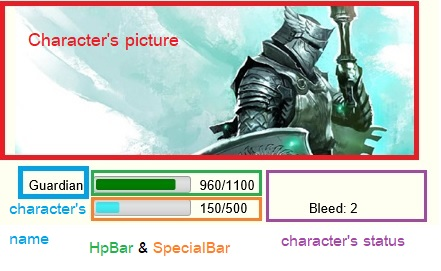 Character's picture
Guardian 960/1100
character's 150/500 Bleed: 2
name
HpBar & SpecialBar character's status